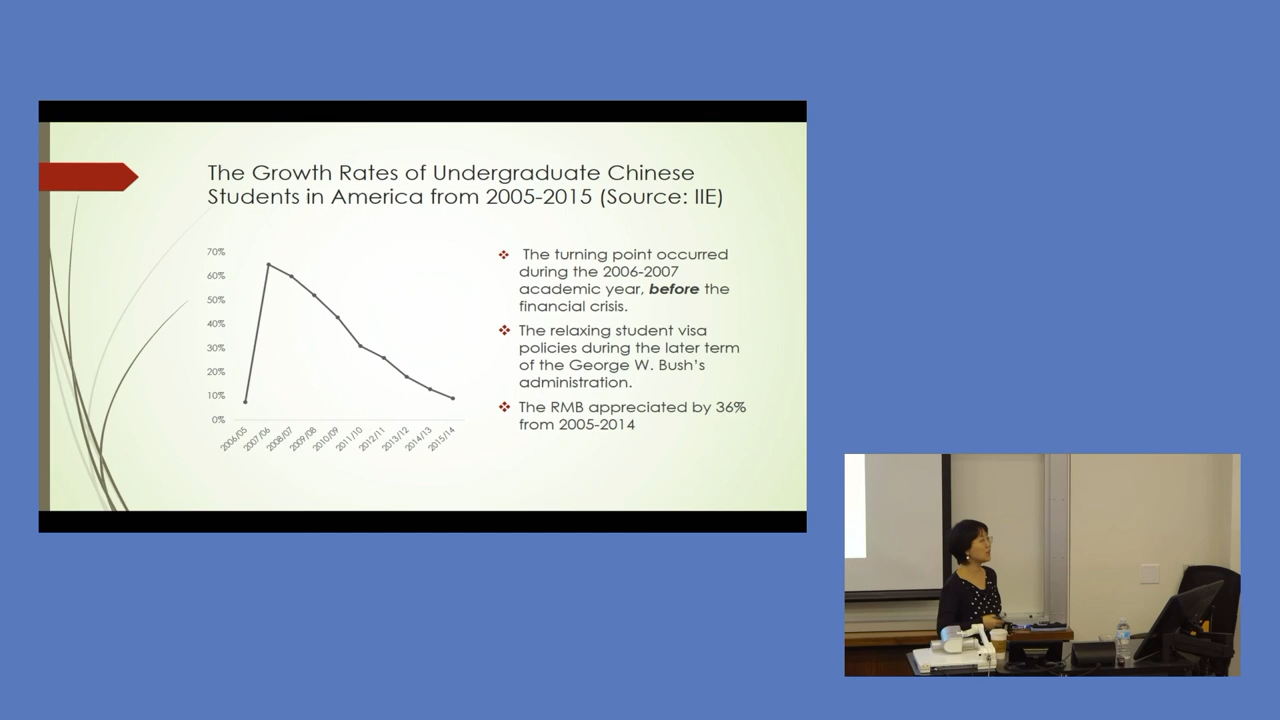 The Growth Rates of Undergraduate Chinese
Students in America from 2005-2015 (Source: IIE)
70%
60%
50%
40%
30%
20%
10%
0%
2006/05
2007/06
2008/07
2009/08
2010/09
2011/10
2012/11
2013/12
2014/13
2015/14
❖ The turning point occurred
during the 2006-2007
academic year, before the
financial crisis.
❖ The relaxing student visa
policies during the later term
of the George W. Bush's
administration.
❖ The RMB appreciated by 36%
from 2005-2014